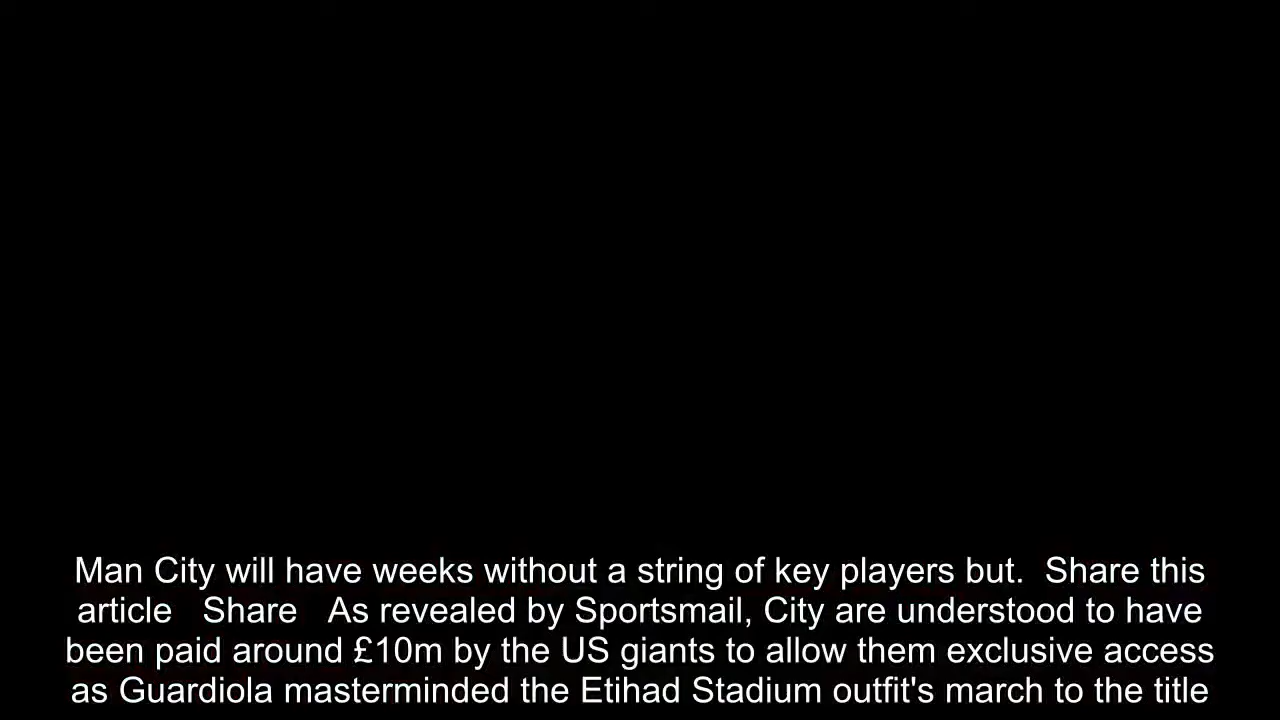 Man City will have weeks without a string of key players but.  Share this
article   Share   As revealed by Sportsmail, City are understood to have
been paid around £10m by the US giants to allow them exclusive access
as Guardiola masterminded the Etihad Stadium outfit's march to the title